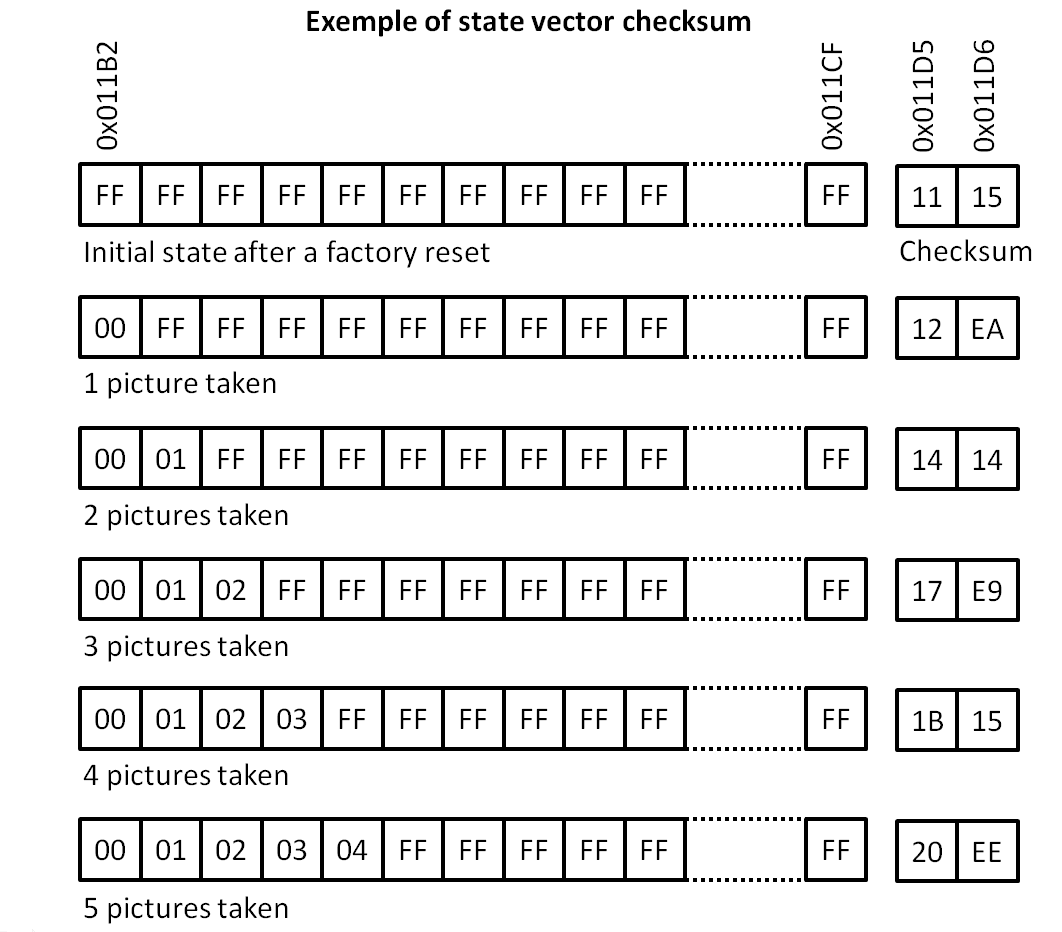 Exemple of state vector checksum
0x011B2 0x011CF 0x011D5 0x011D6
FF FF FF FF FF FF FF FF FF FF FF 11 15
Initial state after a factory reset Checksum
00 FF FF FF FF FF FF FF FF FF FF 12 EA
1 picture taken
00 01 FF FF FF FF FF FF FF FF FF 14 14
2 pictures taken
00 01 02 FF FF FF FF FF FF FF FF 17 E9
3 pictures taken
00 01 02 03 FF FF FF FF FF FF FF 1B 15
4 pictures taken
00 01 02 03 04 FF FF FF FF FF FF 20 EE
5 pictures taken